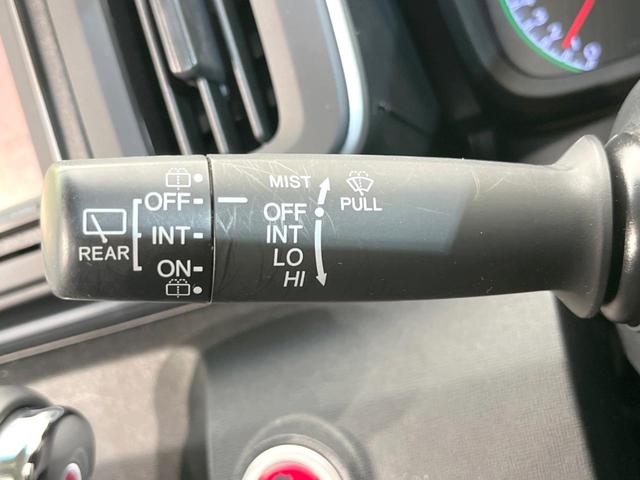 OFF
INT
ON
REAR
MIST
OFF
INT
LO
HI
PULL